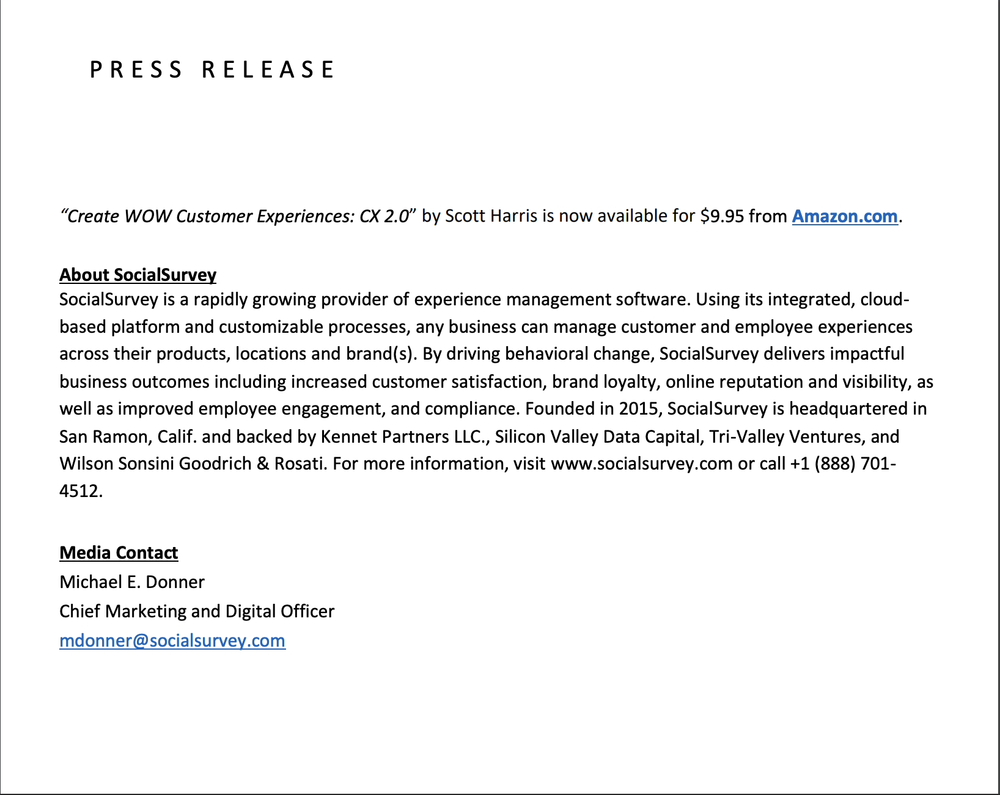 PRESS RELEASE
“Create WOW Customer Experiences: CX 2.0” by Scott Harris is now available for $9.95 from Amazon.com.
About SocialSurvey
SocialSurvey is a rapidly growing provider of experience management software. Using its integrated, cloud-
based platform and customizable processes, any business can manage customer and employee experiences
across their products, locations and brand(s). By driving behavioral change, SocialSurvey delivers impactful
business outcomes including increased customer satisfaction, brand loyalty, online reputation and visibility, as
well as improved employee engagement, and compliance. Founded in 2015, SocialSurvey is headquartered in
San Ramon, Calif. and backed by Kennet Partners LLC., Silicon Valley Data Capital, Tri-Valley Ventures, and
Wilson Sonsini Goodrich & Rosati. For more information, visit www.socialsurvey.com or call +1 (888) 701-
4512.
Media Contact
Michael E. Donner
Chief Marketing and Digital Officer
mdonner@socialsurvey.com